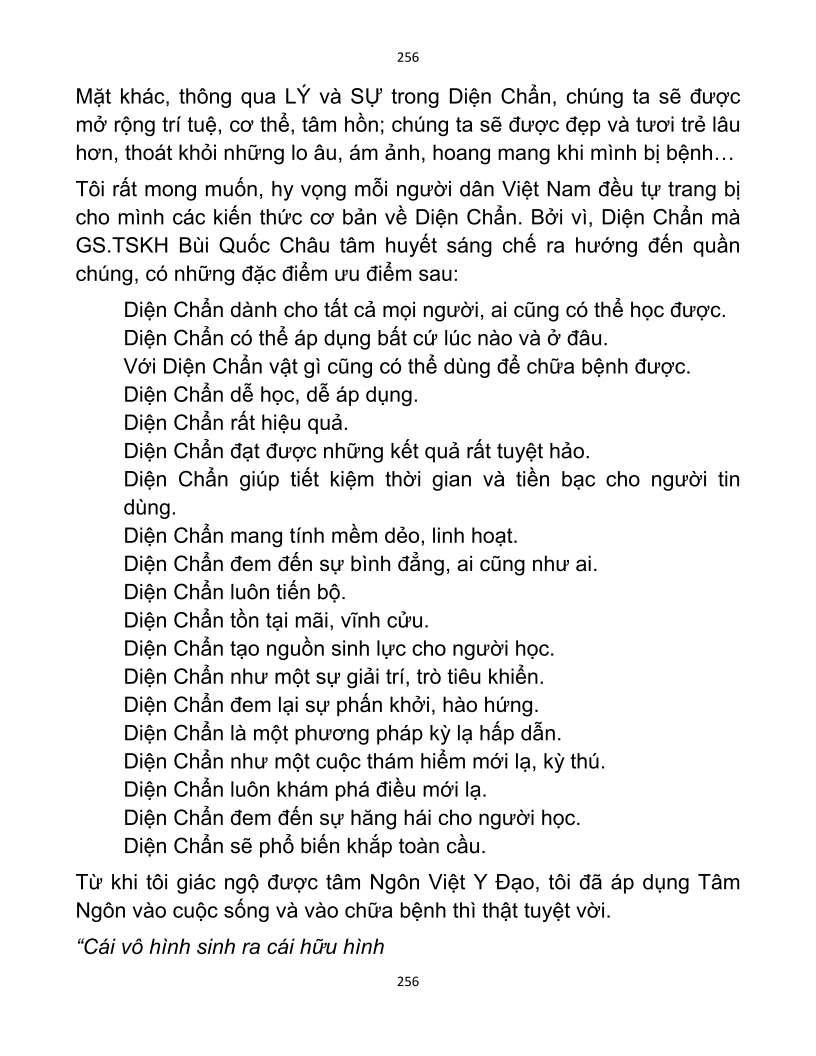 256
Mặt khác, thông qua LÝ và SỰ trong Diện Chẩn, chúng ta sẽ được
mở rộng trí tuệ, cơ thể, tâm hồn; chúng ta sẽ được đẹp và tươi trẻ lâu
hơn, thoát khỏi những lo âu, ám ảnh, hoang mang khi mình bị bệnh…
Tôi rất mong muốn, hy vọng mỗi người dân Việt Nam đều tự trang bị
cho mình các kiến thức cơ bản về Diện Chẩn. Bởi vì, Diện Chẩn mà
GS.TSKH Bùi Quốc Châu tâm huyết sáng chế ra hướng đến quần
chúng, có những đặc điểm ưu điểm sau:
Diện Chẩn dành cho tất cả mọi người, ai cũng có thể học được.
Diện Chẩn có thể áp dụng bất cứ lúc nào và ở đâu.
Với Diện Chẩn vật gì cũng có thể dùng để chữa bệnh được.
Diện Chẩn dễ học, dễ áp dụng.
Diện Chẩn rất hiệu quả.
Diện Chẩn đạt được những kết quả rất tuyệt hảo.
Diện Chẩn giúp tiết kiệm thời gian và tiền bạc cho người tin
dùng.
Diện Chẩn mang tính mềm dẻo, linh hoạt.
Diện Chẩn đem đến sự bình đẳng, ai cũng như ai.
Diện Chẩn luôn tiến bộ.
Diện Chẩn tồn tại mãi, vĩnh cửu.
Diện Chẩn tạo nguồn sinh lực cho người học.
Diện Chẩn như một sự giải trí, trò tiêu khiển.
Diện Chẩn đem lại sự phấn khởi, hào hứng.
Diện Chẩn là một phương pháp kỳ lạ hấp dẫn.
Diện Chẩn như một cuộc thám hiểm mới lạ, kỳ thú.
Diện Chẩn luôn khám phá điều mới lạ.
Diện Chẩn đem đến sự hăng hái cho người học.
Diện Chẩn sẽ phổ biến khắp toàn cầu.
Từ khi tôi giác ngộ được tâm Ngôn Việt Y Đạo, tôi đã áp dụng Tâm
Ngôn vào cuộc sống và vào chữa bệnh thì thật tuyệt vời.
“Cái vô hình sinh ra cái hữu hình
256